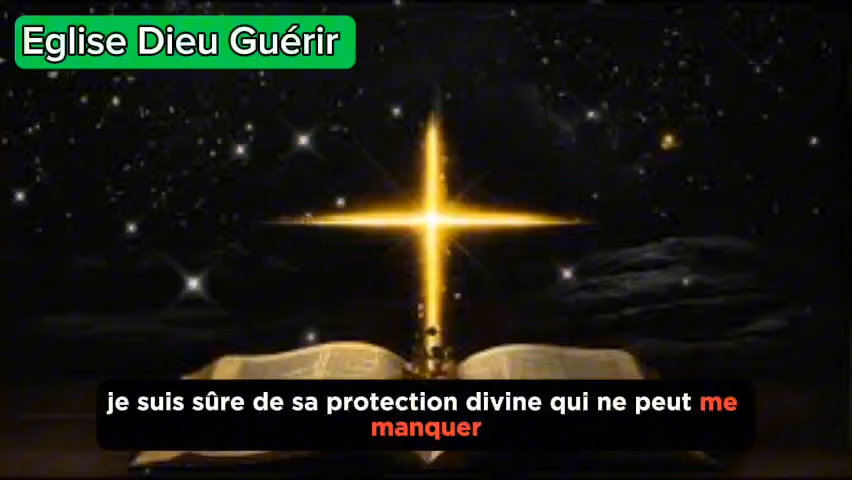 Eglise Dieu Guérir
je suis sûre de sa protection divine qui ne peut me
manquer